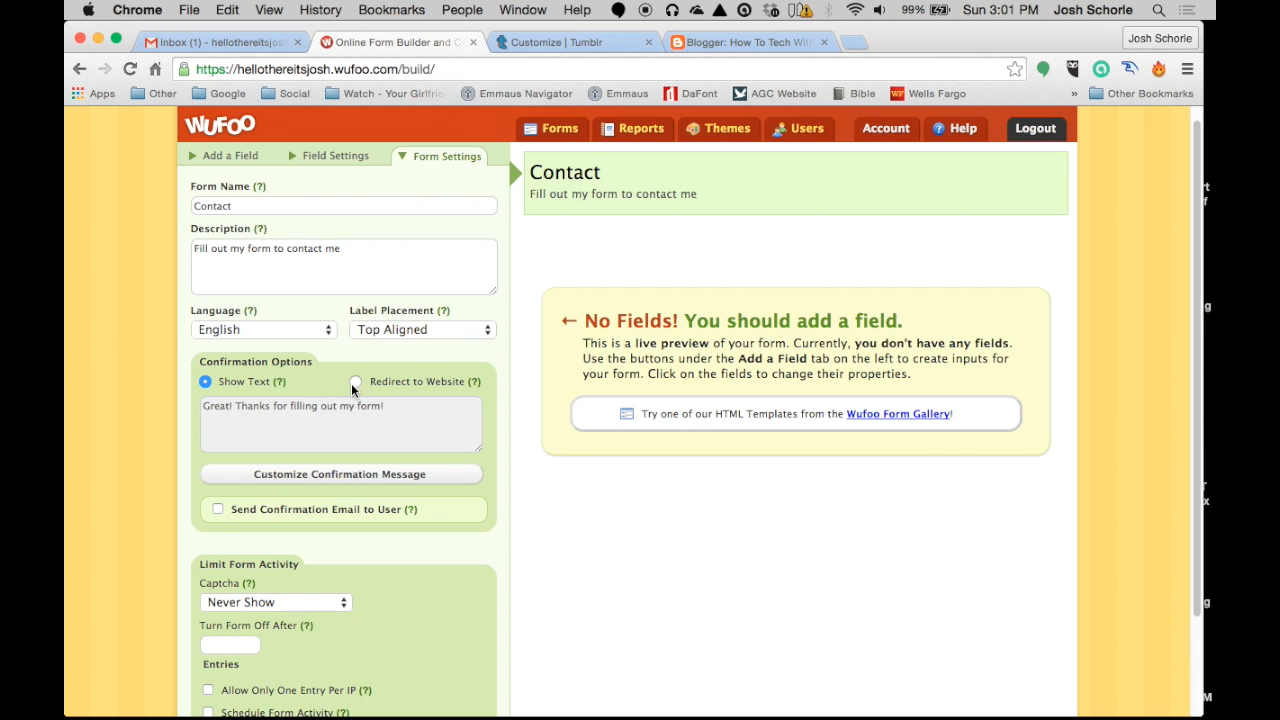 Chrome File Edit View History Bookmarks People Window Help 99% Sun 3:01 PM Josh Schorle
Inbox (1) - hellothereitsjos × Online Form Builder and C × Customize | Tumblr × Blogger: How To Tech Wit × Josh Schorle
https://hellothereitsjosh.wufoo.com/build/
Apps Other Google Social Watch - Your Girlfrie Emmaus Navigator Emmaus DaFont AGC Website Bible WF Wells Fargo » Other Bookmarks
WUFOO Forms Reports Themes Users Account Help Logout
Add a Field Field Settings Form Settings
Contact
Fill out my form to contact me
Form Name (?)
Contact
Description (?)
Fill out my form to contact me
Language (?) Label Placement (?)
English Top Aligned
Confirmation Options
Show Text (?) Redirect to Website (?)
Great! Thanks for filling out my form!
Customize Confirmation Message
Send Confirmation Email to User (?)
Limit Form Activity
Captcha (?)
Never Show
Turn Form Off After (?)
Entries
Allow Only One Entry Per IP (?)
Schedule Form Activity (?)
← No Fields! You should add a field.
This is a live preview of your form. Currently, you don't have any fields.
Use the buttons under the Add a Field tab on the left to create inputs for
your form. Click on the fields to change their properties.
Try one of our HTML Templates from the Wufoo Form Gallery!